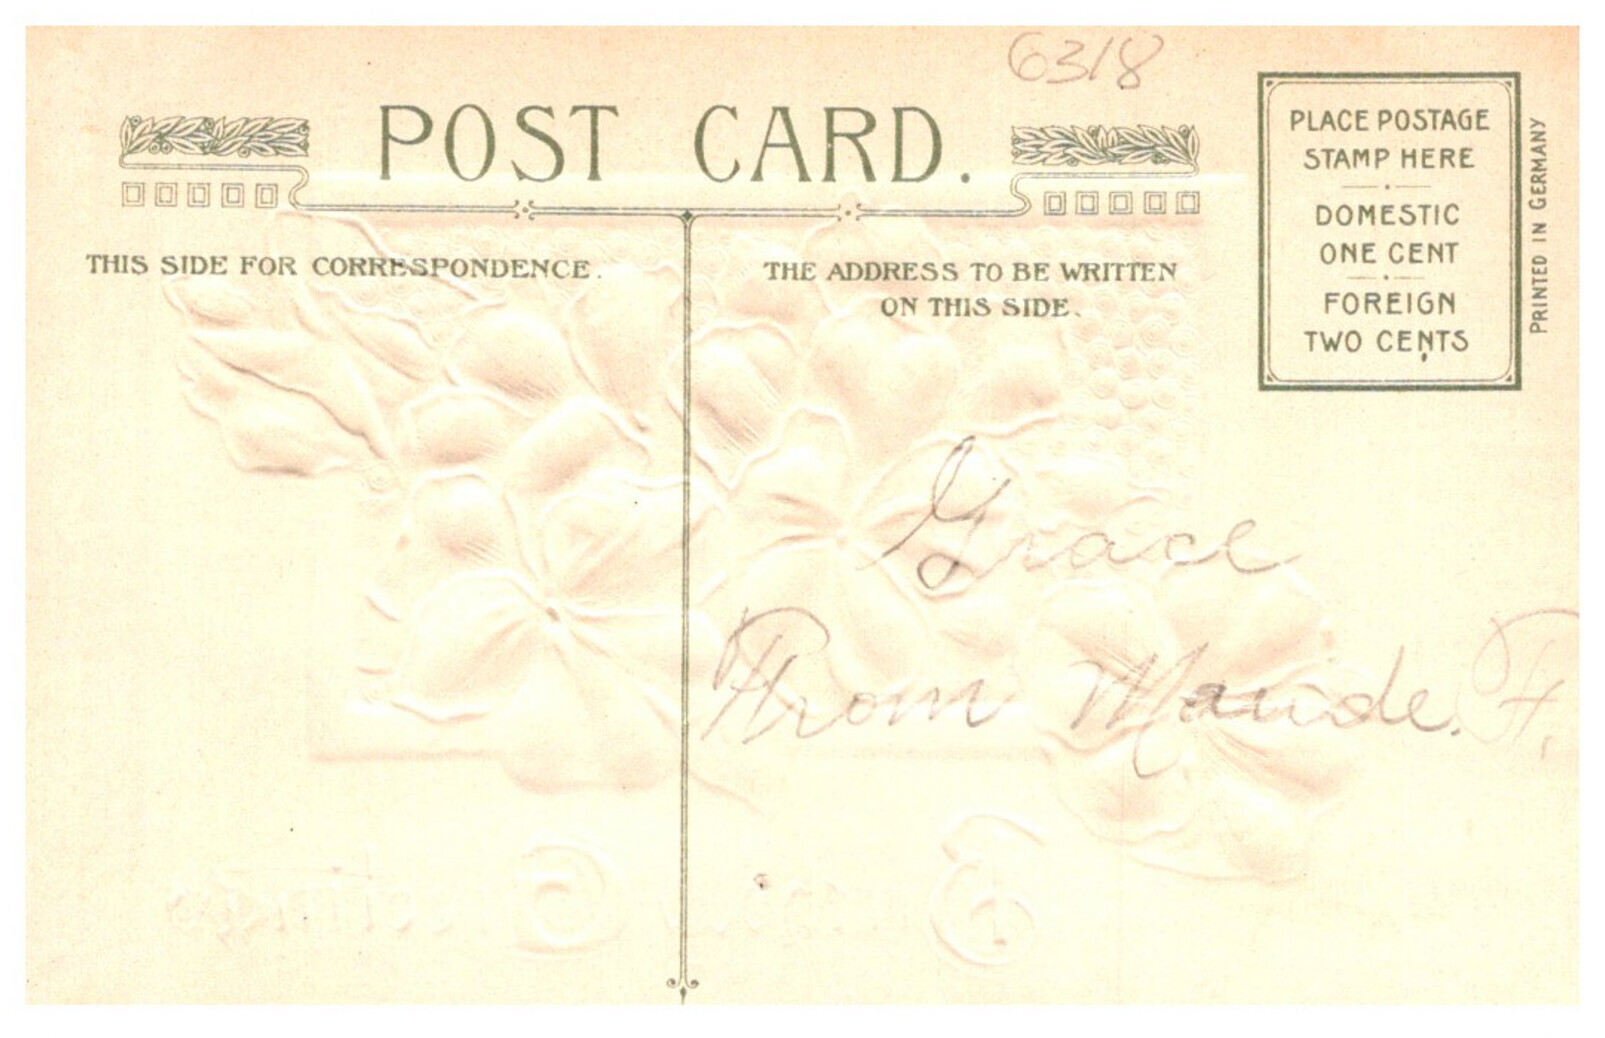 6318
POST CARD.
PLACE POSTAGE
STAMP HERE
DOMESTIC
ONE CENT
FOREIGN
TWO CENTS
PRINTED IN GERMANY
THIS SIDE FOR CORRESPONDENCE.
THE ADDRESS TO BE WRITTEN
ON THIS SIDE.
Grace
From Maude. F.
Greetings